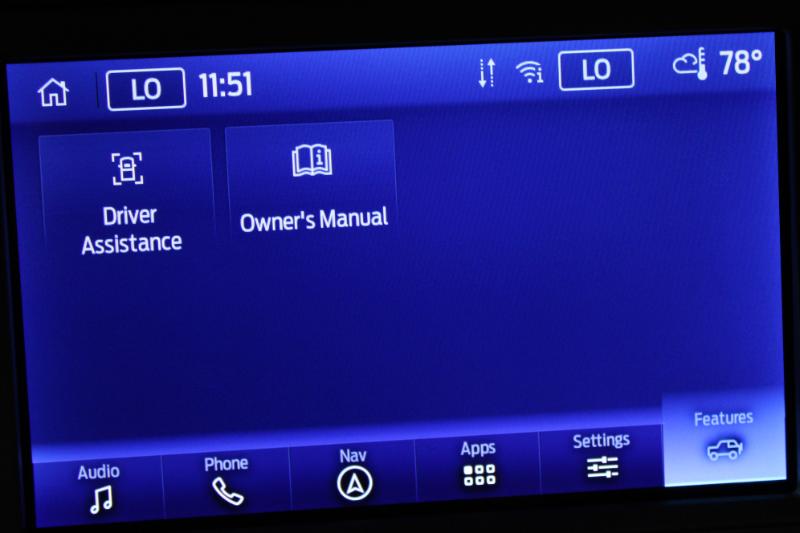 LO 11:51 LO 78°
Driver
Assistance
Owner's Manual
Audio Phone Nav Apps Settings Features